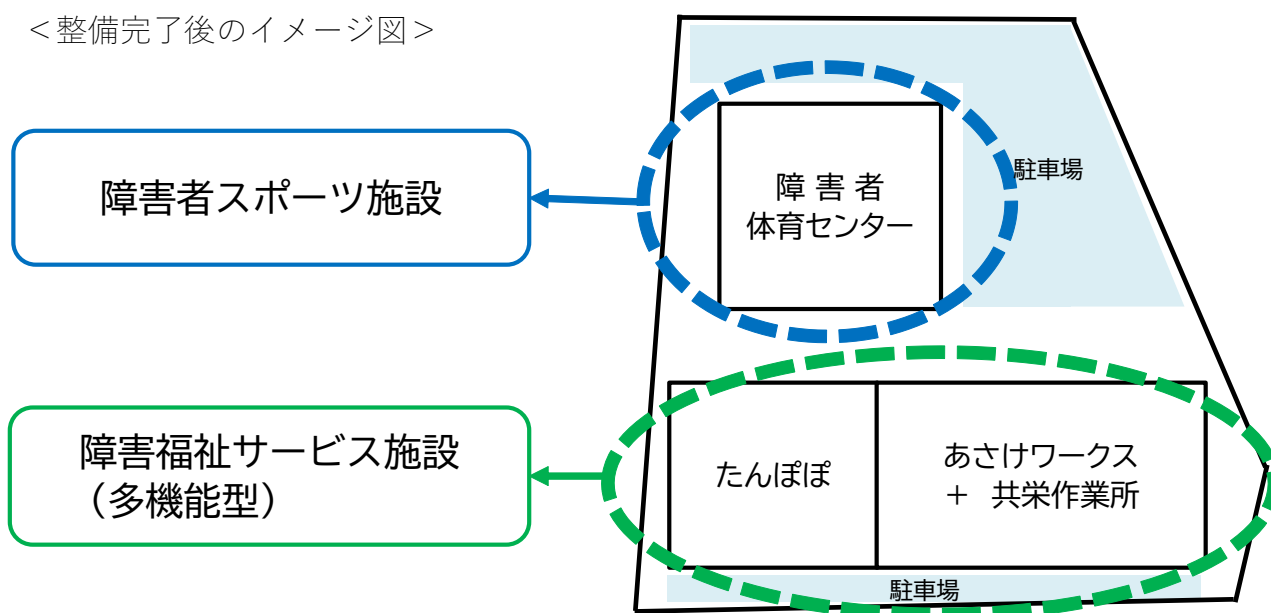 ＜整備完了後のイメージ図＞
障害者スポーツ施設
障 害 者
体育センター
駐車場
障害福祉サービス施設
（多機能型）
たんぽぽ
あさけワークス
＋ 共栄作業所
駐車場